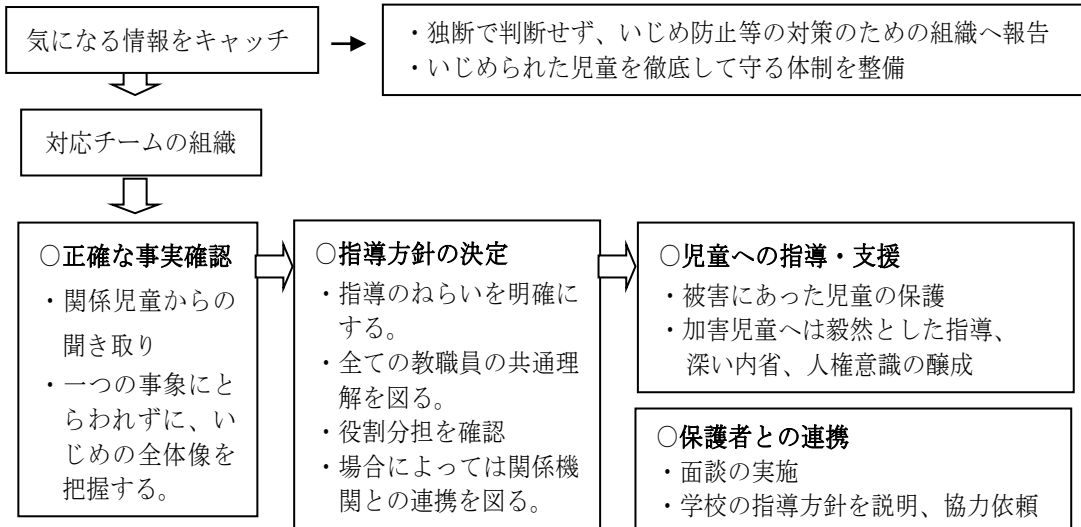 気になる情報をキャッチ
・独断で判断せず、いじめ防止等の対策のための組織へ報告
・いじめられた児童を徹底して守る体制を整備
対応チームの組織
○正確な事実確認
・関係児童からの
聞き取り
・一つの事象にと
らわれずに、い
じめの全体像を
把握する。
○指導方針の決定
・指導のねらいを明確に
する。
・全ての教職員の共通理
解を図る。
・役割分担を確認
・場合によっては関係機
関との連携を図る。
○児童への指導・支援
・被害にあった児童の保護
・加害児童へは毅然とした指導、
深い内省、人権意識の醸成
○保護者との連携
・面談の実施
・学校の指導方針を説明、協力依頼